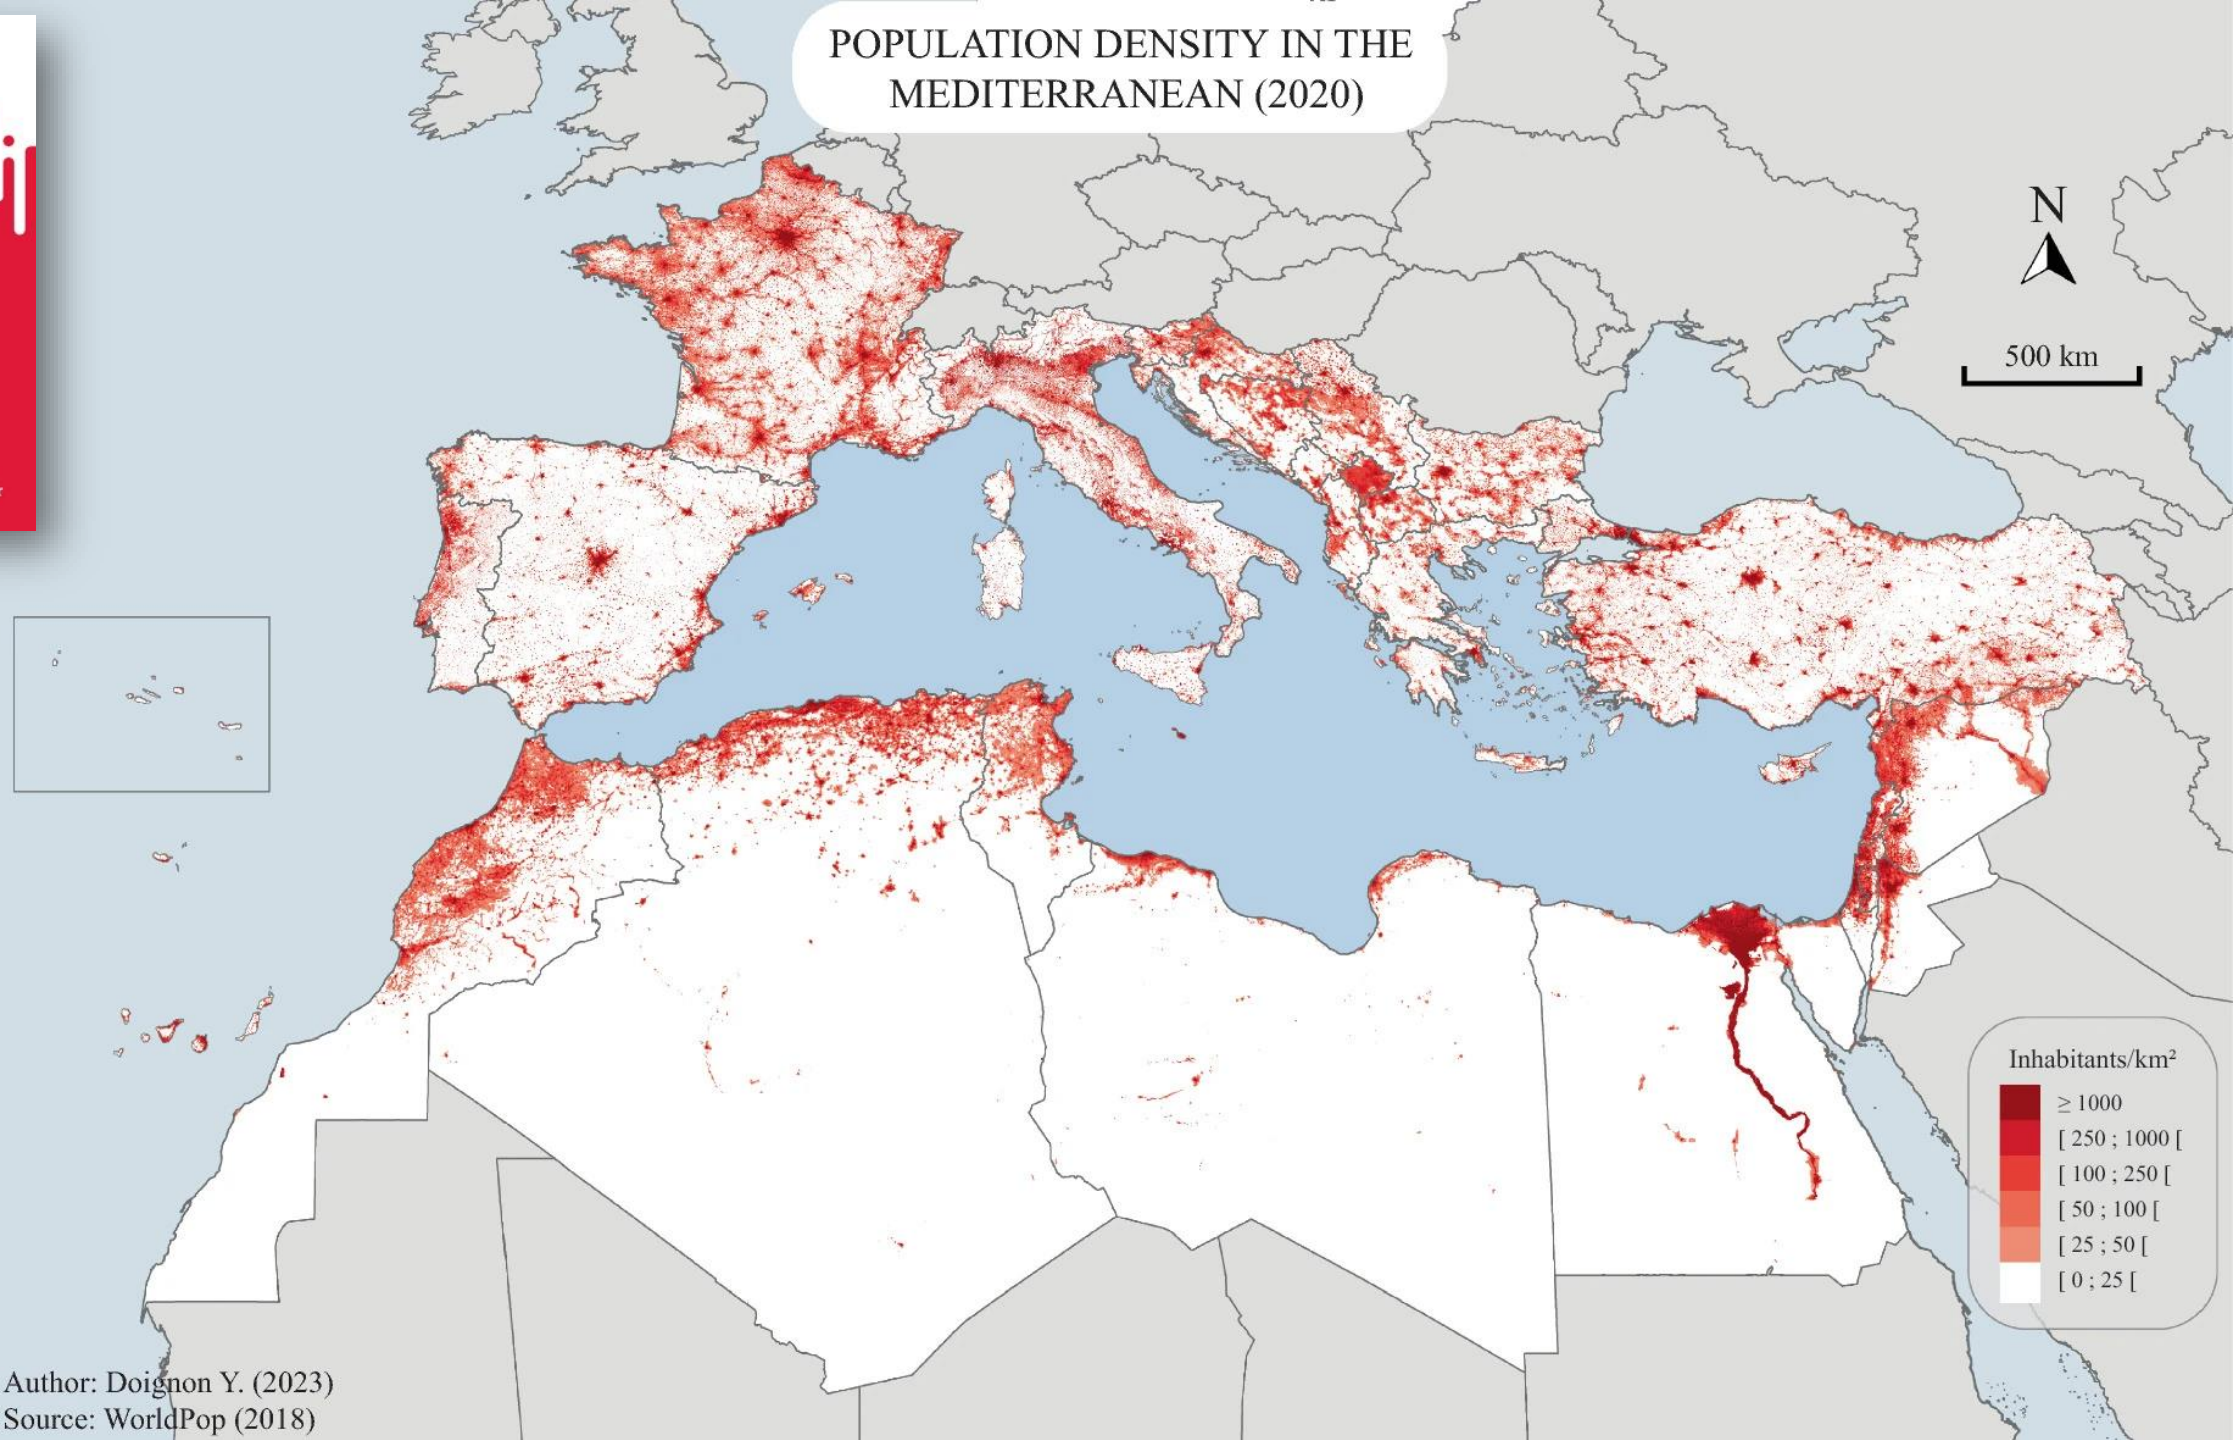 POPULATION DENSITY IN THE
MEDITERRANEAN (2020)
N
500 km
Inhabitants/km²
≥ 1000
[ 250 ; 1000 [
[ 100 ; 250 [
[ 50 ; 100 [
[ 25 ; 50 [
[ 0 ; 25 [
Author: Doignon Y. (2023)
Source: WorldPop (2018)